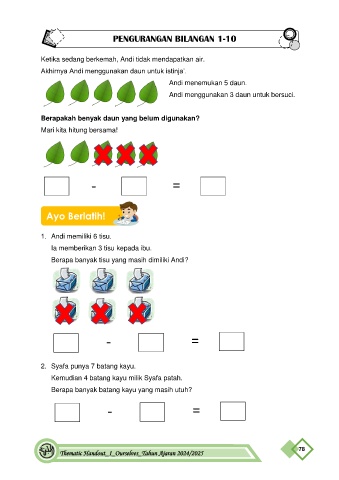 PENGURANGAN BILANGAN 1-10
Ketika sedang berkemah, Andi tidak mendapatkan air.
Akhirnya Andi menggunakan daun untuk istinja'.
Andi menemukan 5 daun.
Andi menggunakan 3 daun untuk bersuci.
Berapakah benyak daun yang belum digunakan?
Mari kita hitung bersama!
- =
Ayo Berlatih!
1. Andi memiliki 6 tisu.
Ia memberikan 3 tisu kepada ibu.
Berapa banyak tisu yang masih dimiliki Andi?
- =
2. Syafa punya 7 batang kayu.
Kemudian 4 batang kayu milik Syafa patah.
Berapa banyak batang kayu yang masih utuh?
- =
Thematic Handout_1_Ourselves_Tahun Ajaran 2024/2025
78